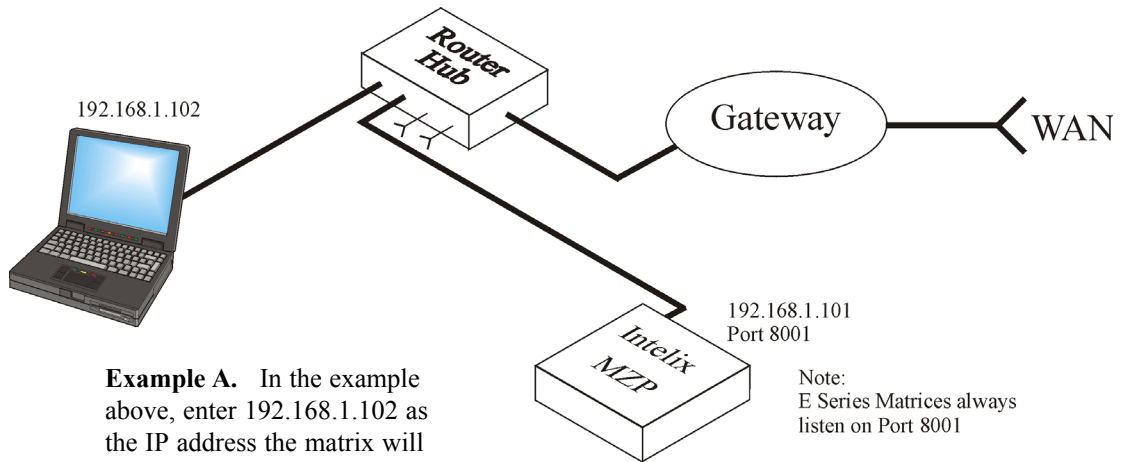 Router
Hub
192.168.1.102
Gateway
WAN
192.168.1.101
Port 8001
Intelix
MZP
Note:
E Series Matrices always
listen on Port 8001
Example A. In the example
above, enter 192.168.1.102 as
the IP address the matrix will